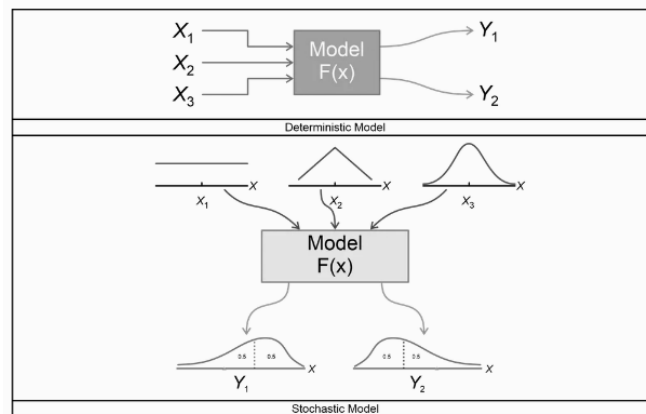 X1
X2
X3
Model
F(x)
Y1
Y2
Deterministic Model
X
X1
X
X2
X
X3
Model
F(x)
0.5 0.5
X
Y1
0.5 0.5
X
Y2
Stochastic Model